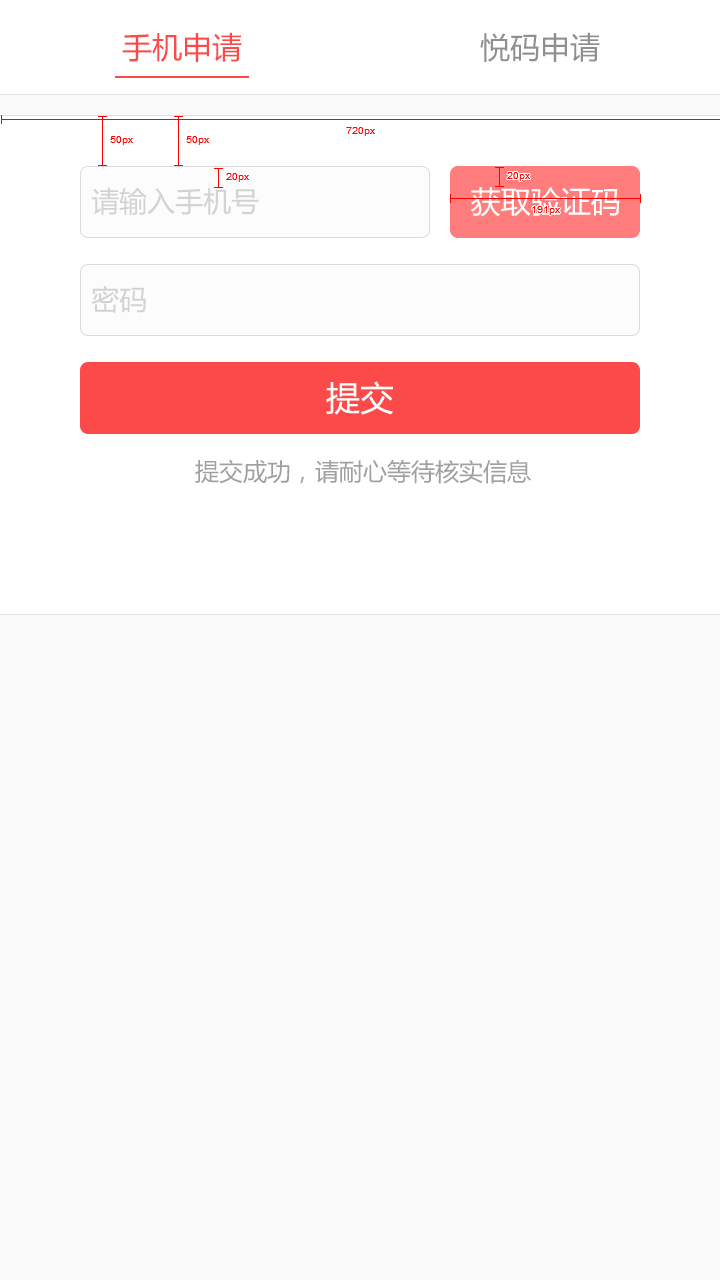 手机申请 悦码申请
720px
50px 50px
20px 20px
请输入手机号 获取验证码
191px
密码
提交
提交成功，请耐心等待核实信息